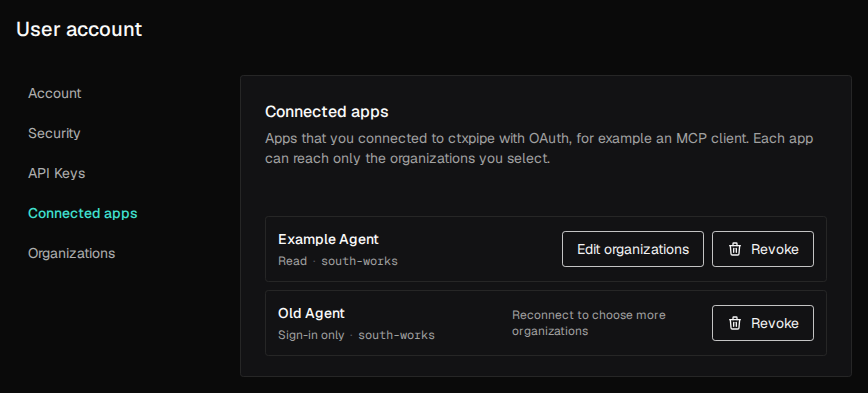 User account
Account
Security
API Keys
Connected apps
Organizations
Connected apps
Apps that you connected to ctxpipe with OAuth, for example an MCP client. Each app
can reach only the organizations you select.
Example Agent
Read · south-works
Edit organizations
Revoke
Old Agent
Sign-in only · south-works
Reconnect to choose more
organizations
Revoke